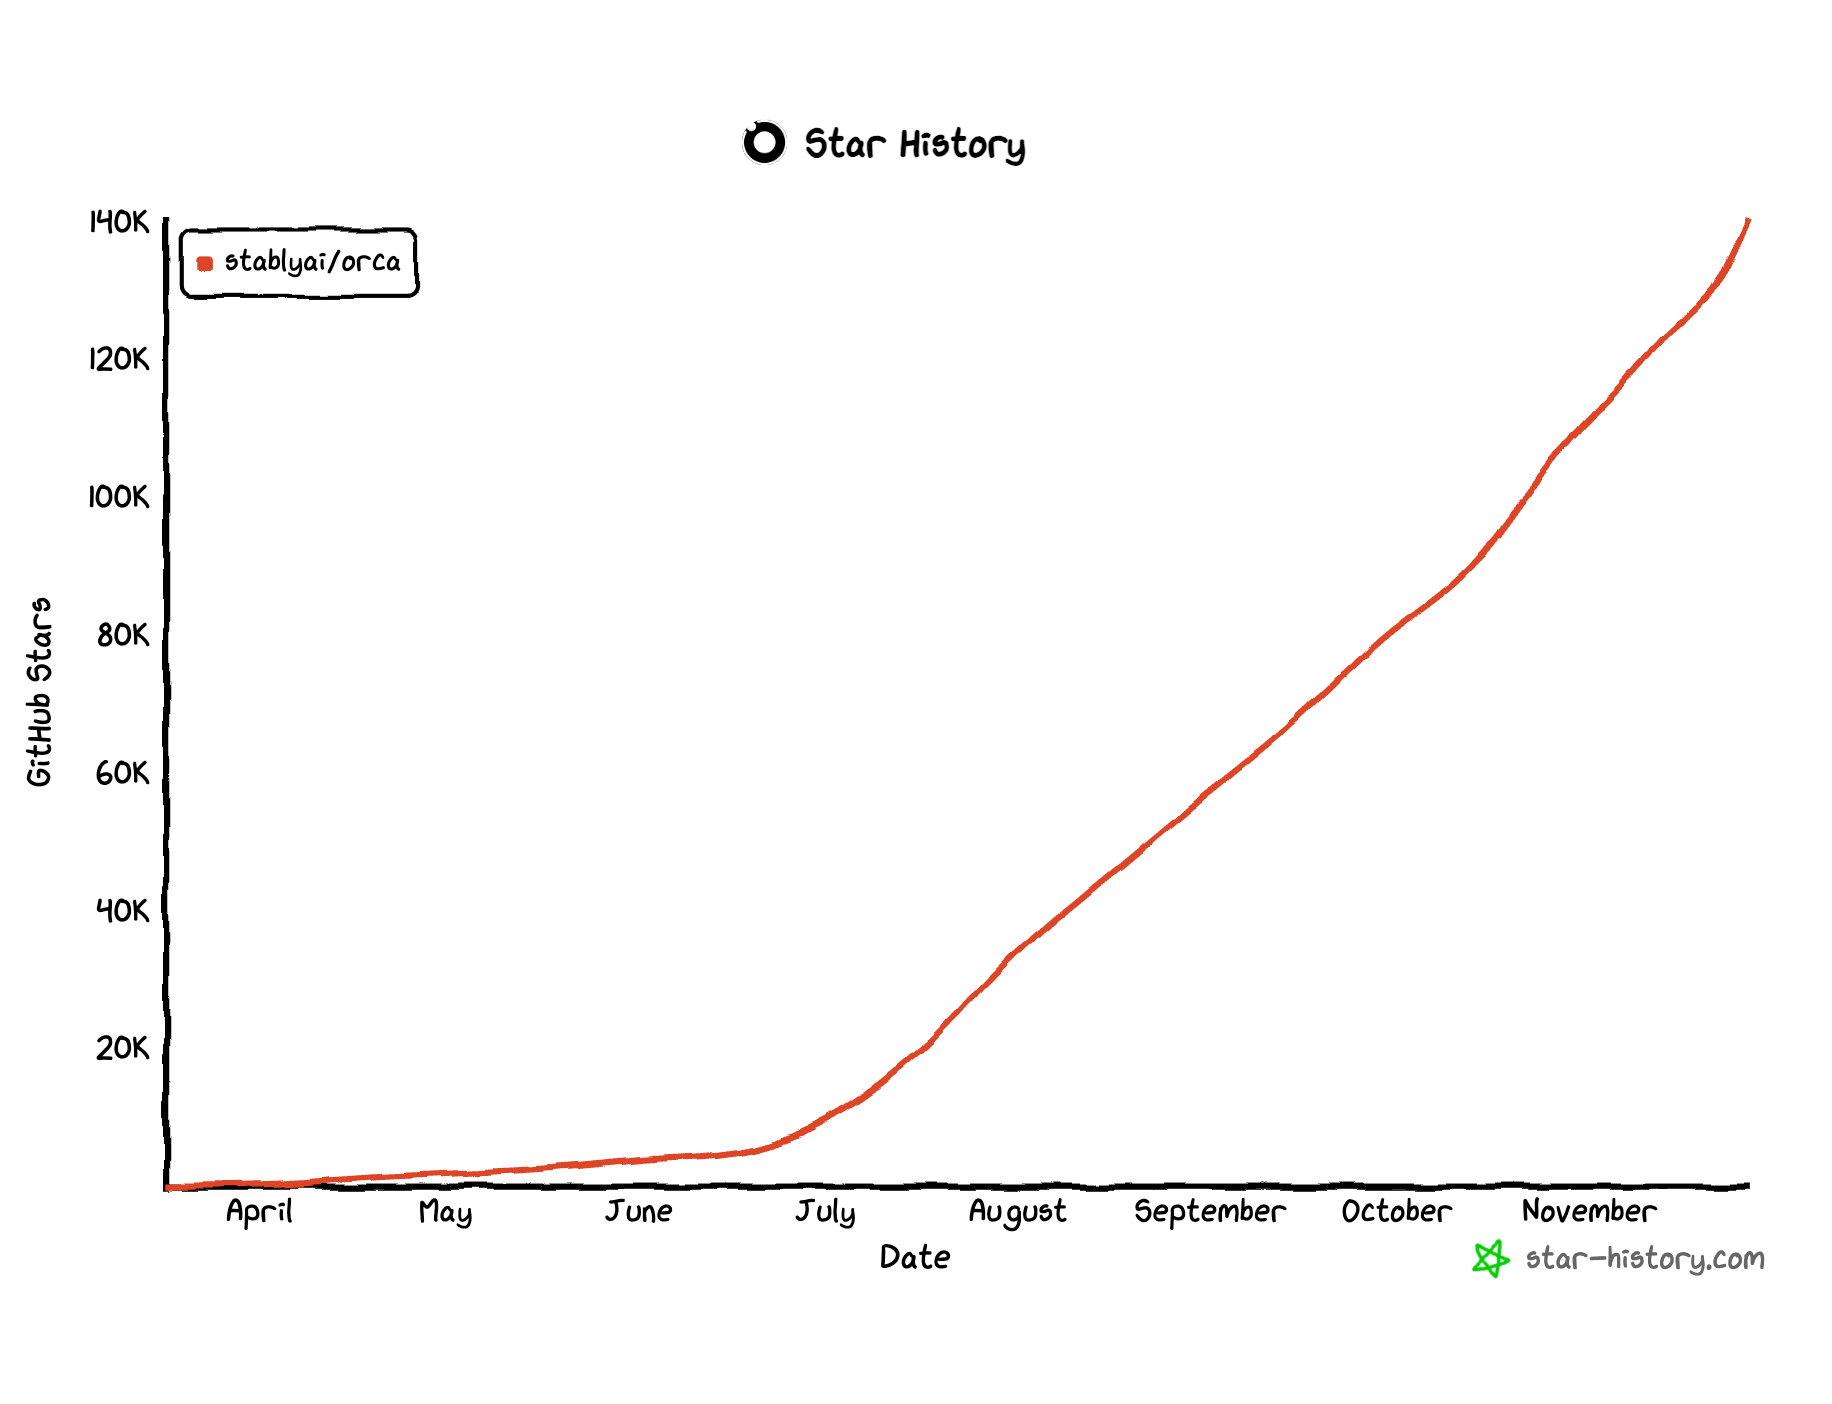 Star History
stablyai/orca
140K
120K
100K
80K
60K
40K
20K
GitHub Stars
April May June July August September October November
Date
star-history.com